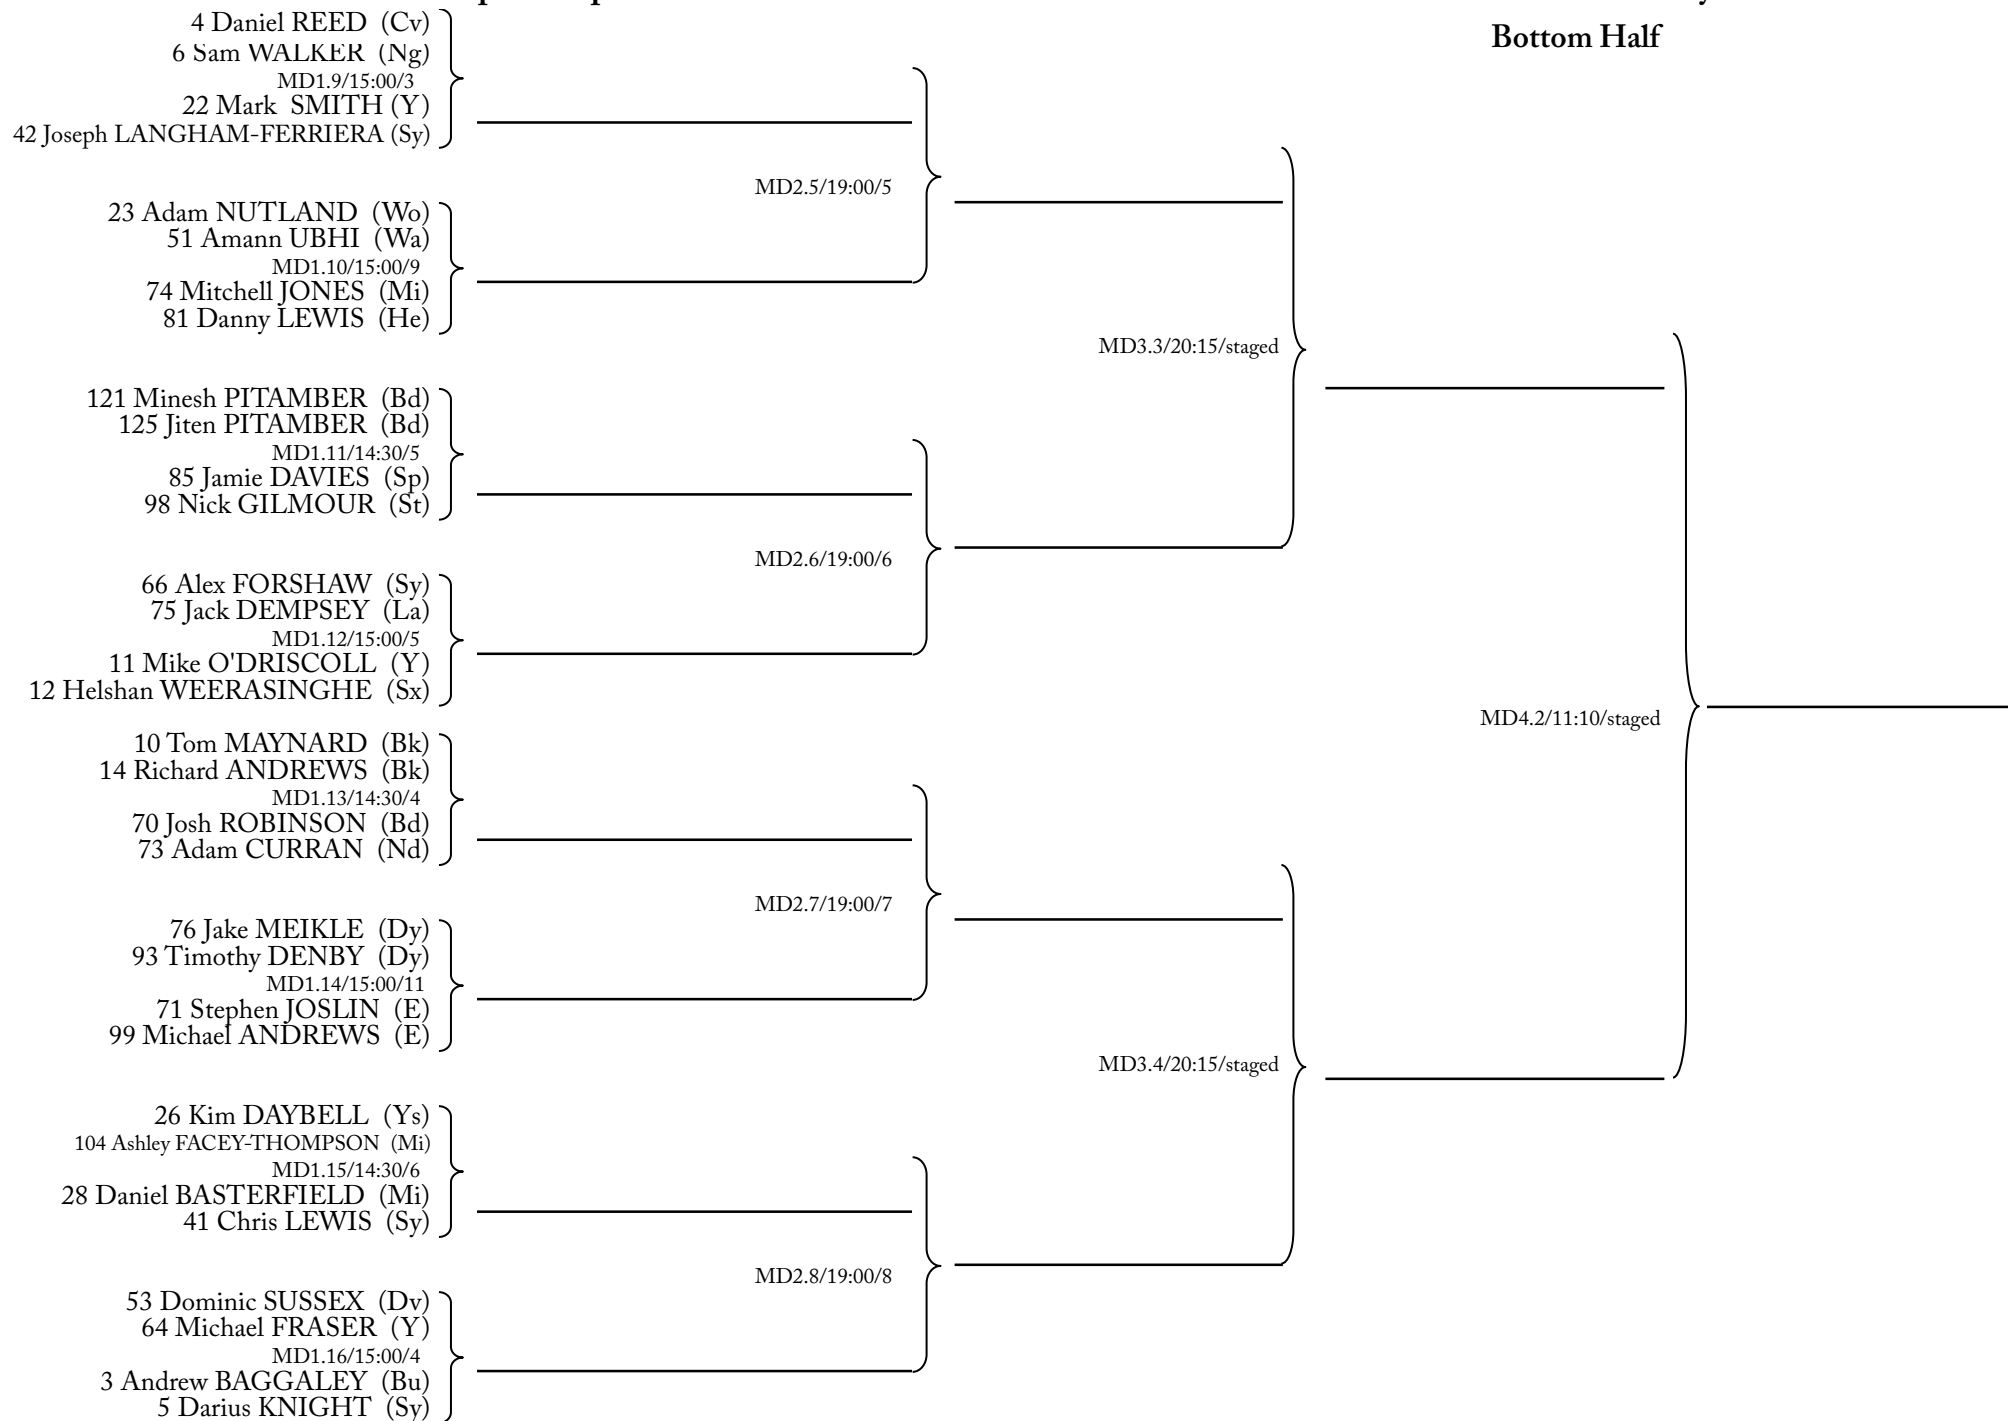 Bottom Half
4 Daniel REED (Cv)
6 Sam WALKER (Ng)
MD1.9/15:00/3
22 Mark SMITH (Y)
42 Joseph LANGHAM-FERRIERA (Sy)
MD2.5/19:00/5
23 Adam NUTLAND (Wo)
51 Amann UBHI (Wa)
MD1.10/15:00/9
74 Mitchell JONES (Mi)
81 Danny LEWIS (He)
MD3.3/20:15/staged
121 Minesh PITAMBER (Bd)
125 Jiten PITAMBER (Bd)
MD1.11/14:30/5
85 Jamie DAVIES (Sp)
98 Nick GILMOUR (St)
MD2.6/19:00/6
66 Alex FORSHAW (Sy)
75 Jack DEMPSEY (La)
MD1.12/15:00/5
11 Mike O'DRISCOLL (Y)
12 Helshan WEERASINGHE (Sx)
MD4.2/11:10/staged
10 Tom MAYNARD (Bk)
14 Richard ANDREWS (Bk)
MD1.13/14:30/4
70 Josh ROBINSON (Bd)
73 Adam CURRAN (Nd)
MD2.7/19:00/7
76 Jake MEIKLE (Dy)
93 Timothy DENBY (Dy)
MD1.14/15:00/11
71 Stephen JOSLIN (E)
99 Michael ANDREWS (E)
MD3.4/20:15/staged
26 Kim DAYBELL (Ys)
104 Ashley FACEY-THOMPSON (Mi)
MD1.15/14:30/6
28 Daniel BASTERFIELD (Mi)
41 Chris LEWIS (Sy)
MD2.8/19:00/8
53 Dominic SUSSEX (Dv)
64 Michael FRASER (Y)
MD1.16/15:00/4
3 Andrew BAGGALEY (Bu)
5 Darius KNIGHT (Sy)